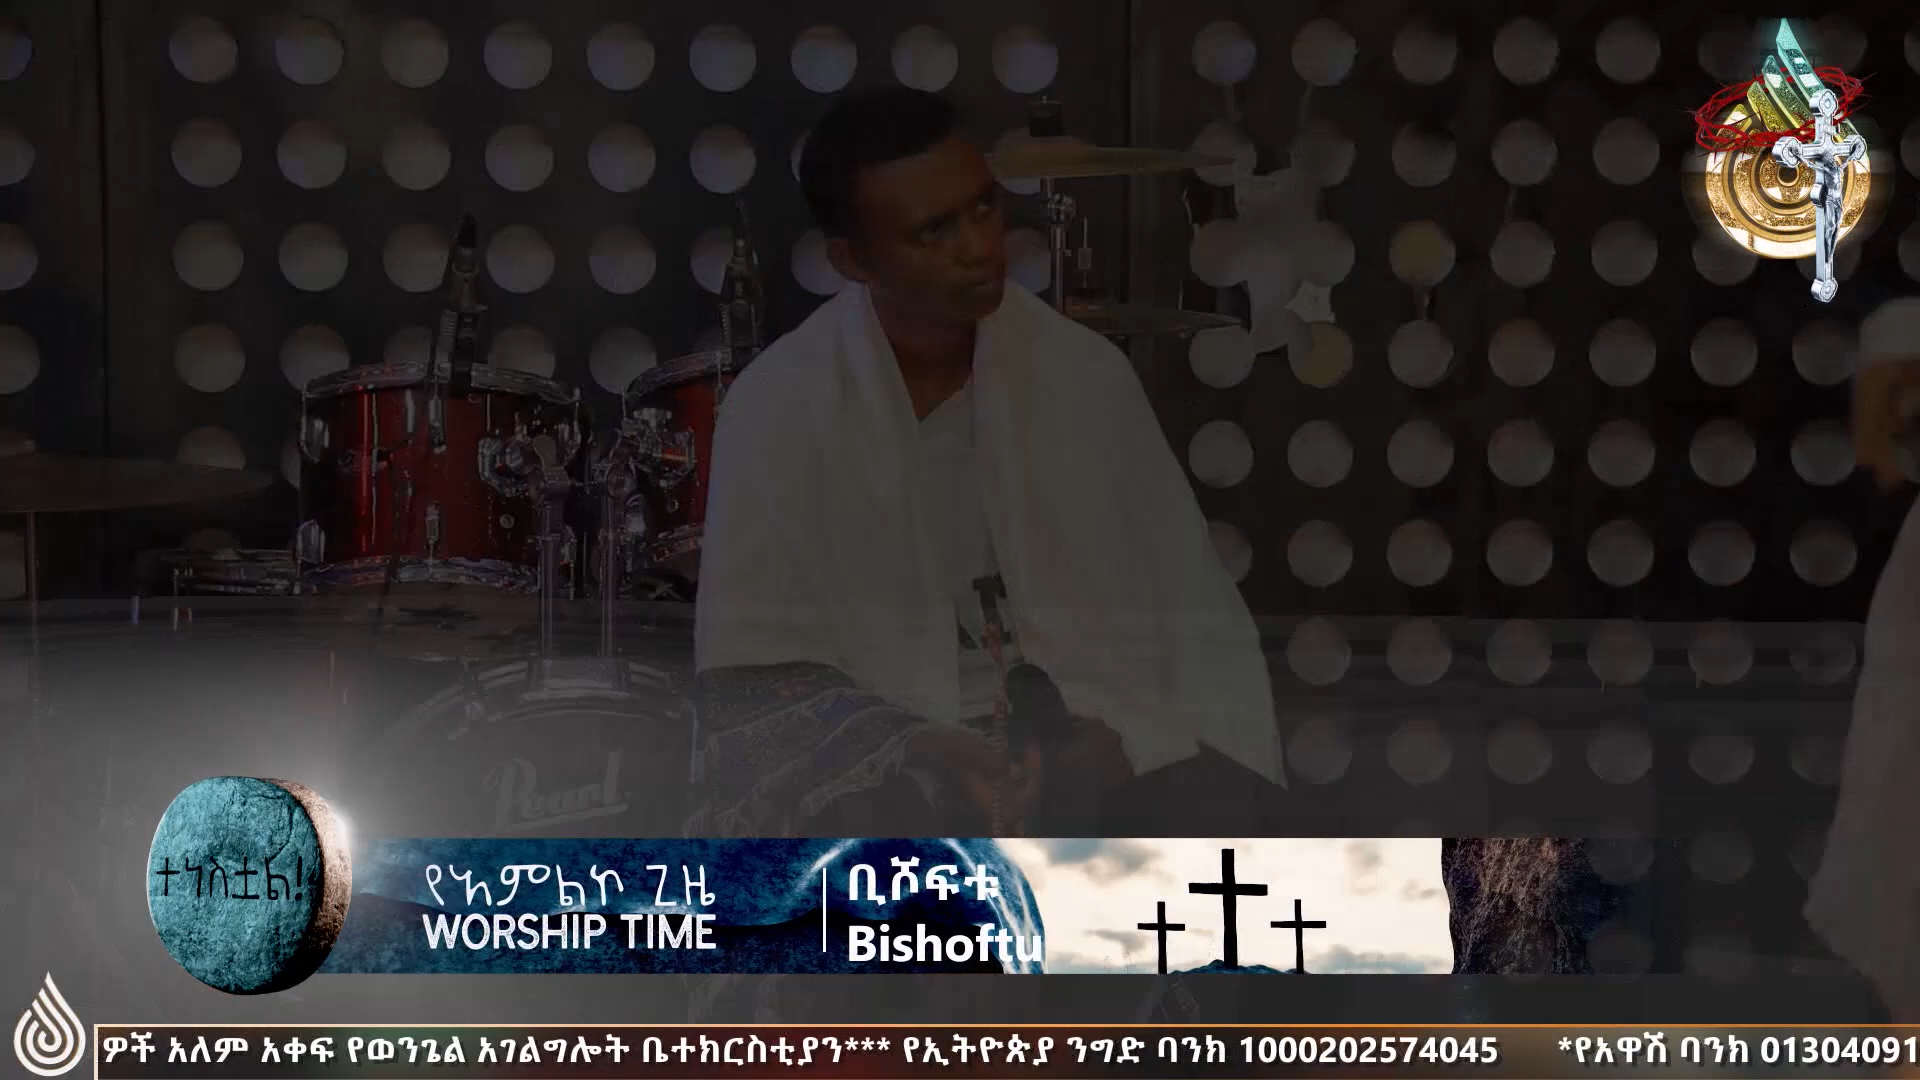 Pearl
ተነስቷል!
የአምልኮ ጊዜ
WORSHIP TIME
ቢሾፍቱ
Bishoftu
ዎች አለም አቀፍ የወንጌል አገልግሎት ቤተክርስቲያን*** የኢትዮጵያ ንግድ ባንክ 1000202574045 *የአዋሽ ባንክ 01304091